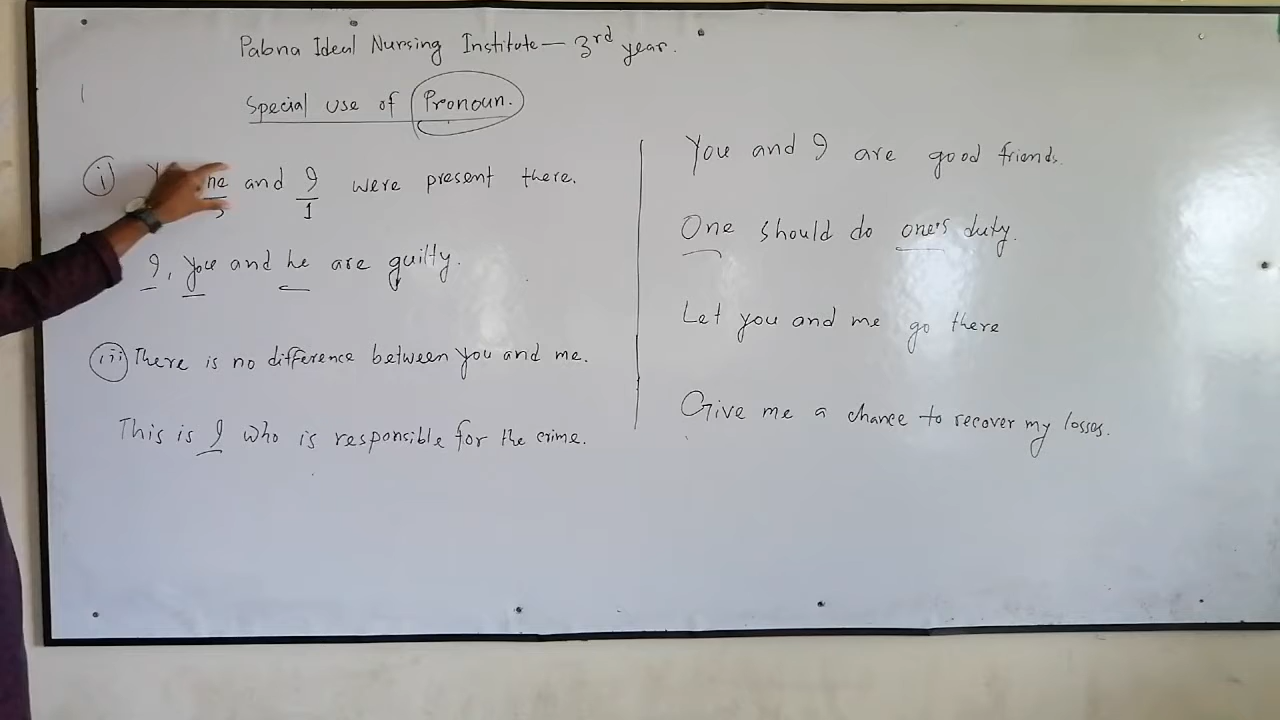 Pabna Ideal Nursing Institute — 3rd year.
Special use of Pronoun.
(i) and I were present there.
1
I, you and he are guilty.
(iii) There is no difference between you and me.
This is I who is responsible for the crime.
You and I are good friends.
One should do one's duty.
Let you and me go there
Give me a chance to recover my losses.